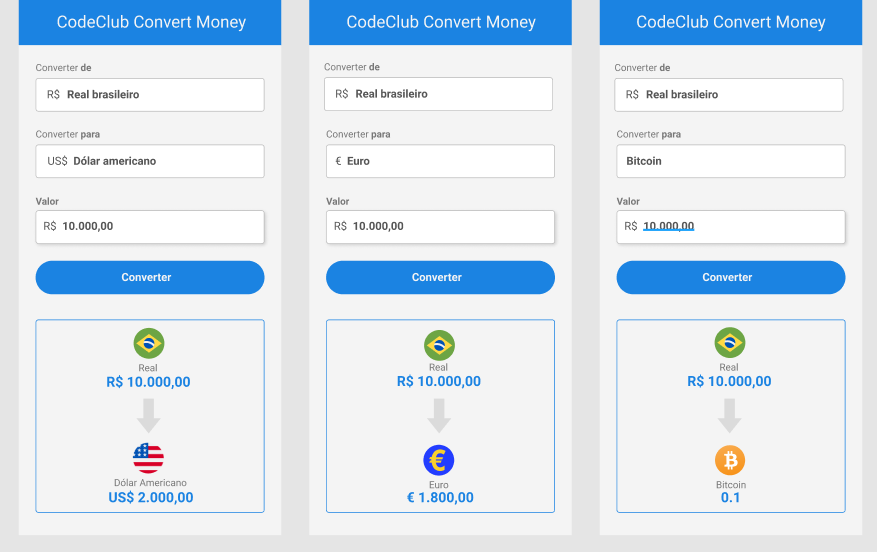 CodeClub Convert Money
Converter de
R$ Real brasileiro
Converter para
US$ Dólar americano
Valor
R$ 10.000,00
Converter
Real
R$ 10.000,00
Dólar Americano
US$ 2.000,00
CodeClub Convert Money
Converter de
R$ Real brasileiro
Converter para
€ Euro
Valor
R$ 10.000,00
Converter
Real
R$ 10.000,00
€
Euro
€ 1.800,00
CodeClub Convert Money
Converter de
R$ Real brasileiro
Converter para
Bitcoin
Valor
R$ 10.000,00
Converter
Real
R$ 10.000,00
₿
Bitcoin
0.1